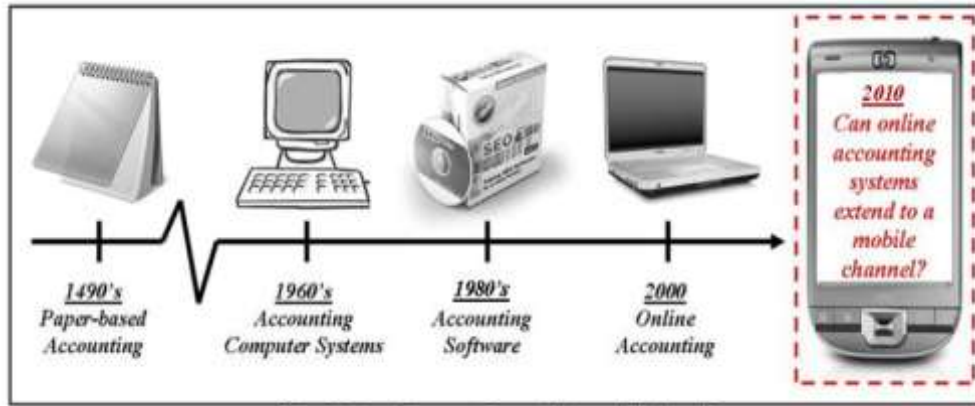 1490's
Paper-based
Accounting
1960's
Accounting
Computer Systems
1980's
Accounting
Software
2000
Online
Accounting
2010
Can online
accounting
systems
extend to a
mobile
channel?
SEO
hp